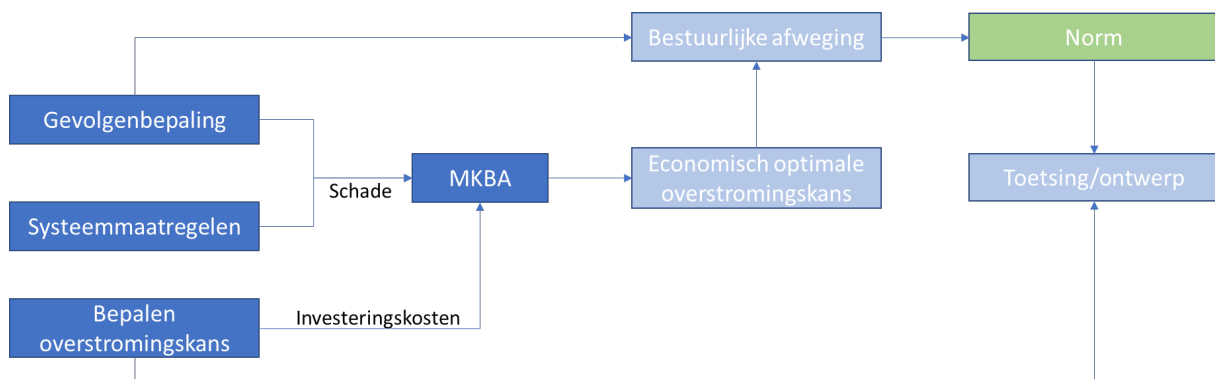 Bestuurlijke afweging
Norm
Gevolgenbepaling
MKBA
Economisch optimale
overstromingskans
Toetsing/ontwerp
Schade
Systeemmaatregelen
Bepalen
overstromingskans
Investeringskosten